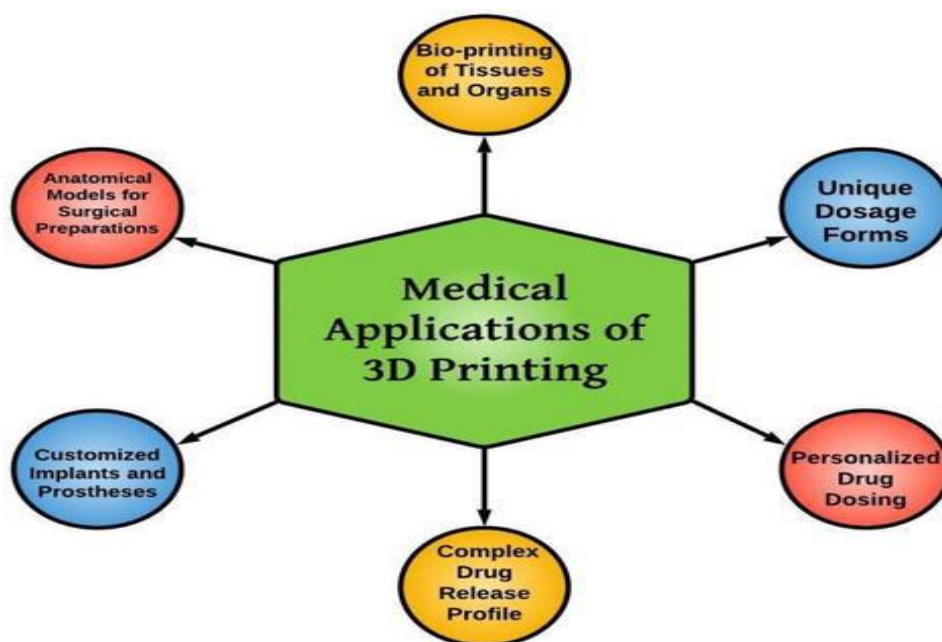 Bio-printing
of Tissues
and Organs
Anatomical
Models for
Surgical
Preparations
Unique
Dosage
Forms
Medical
Applications of
3D Printing
Customized
Implants and
Prostheses
Personalized
Drug
Dosing
Complex
Drug
Release
Profile